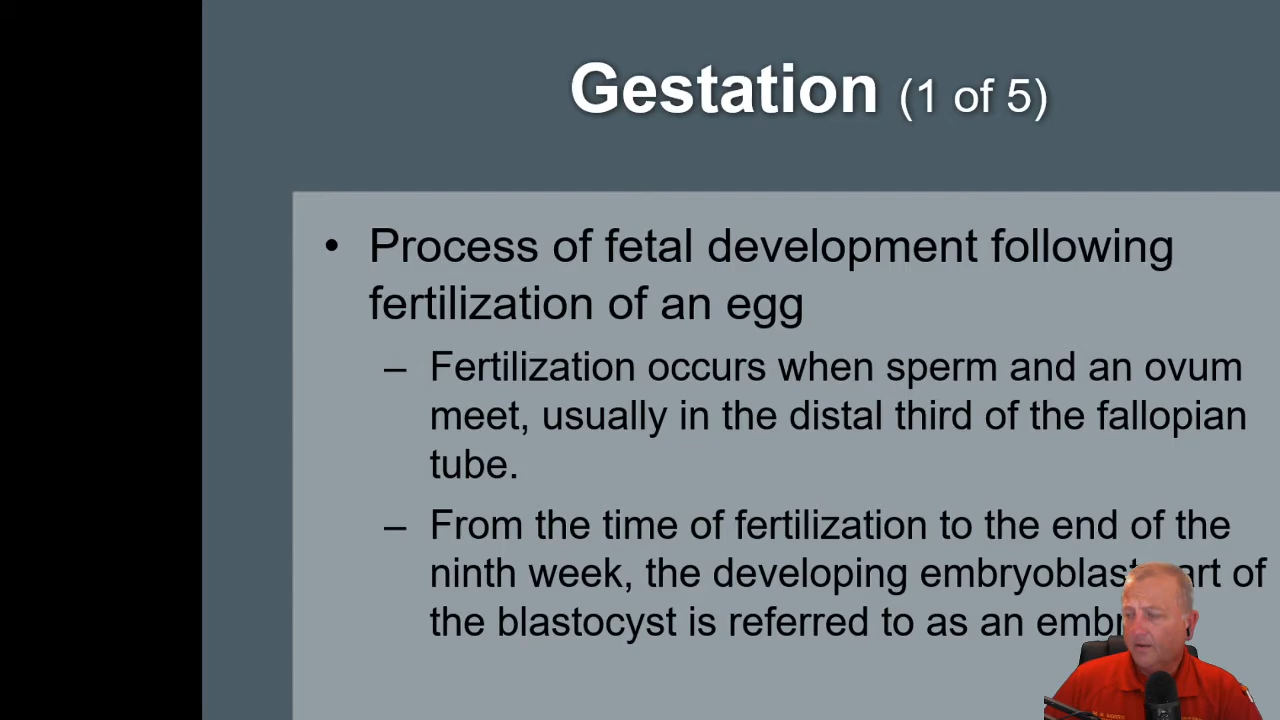 Gestation (1 of 5)
• Process of fetal development following
fertilization of an egg
– Fertilization occurs when sperm and an ovum
meet, usually in the distal third of the fallopian
tube.
– From the time of fertilization to the end of the
ninth week, the developing embryoblast of
the blastocyst is referred to as an